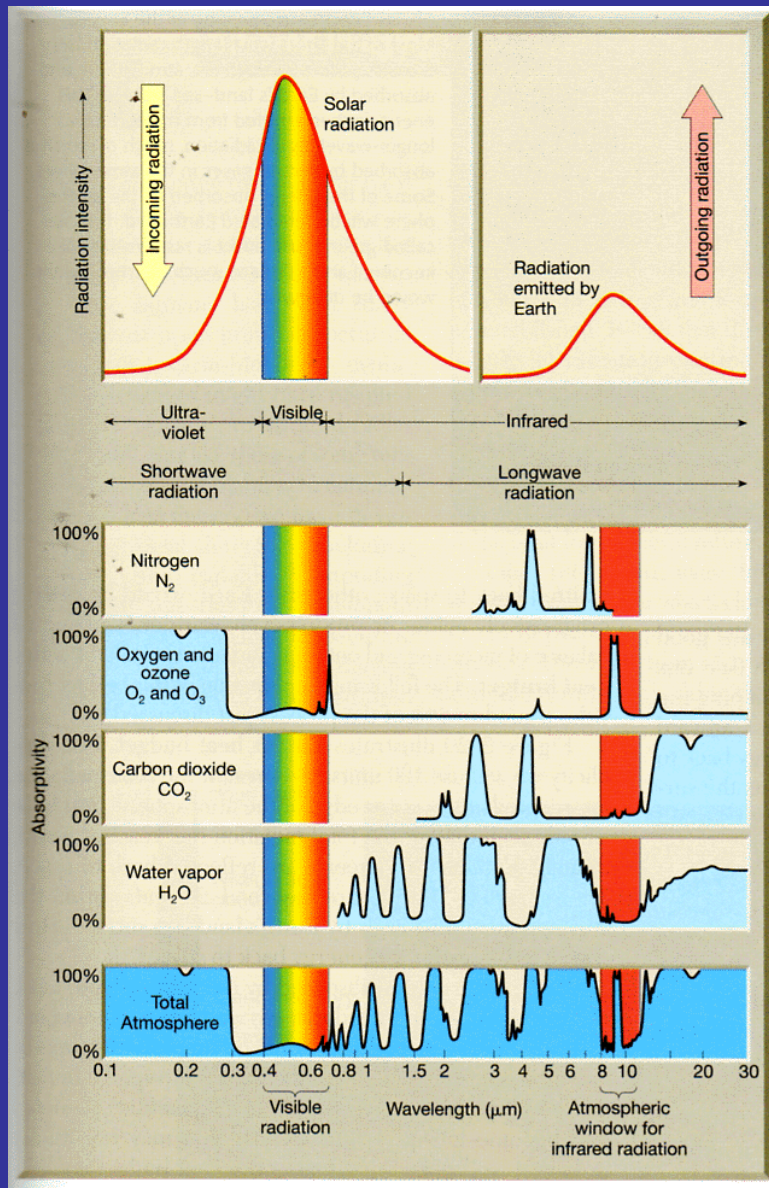 Radiation intensity
Incoming radiation
Solar
radiation
Radiation
emitted by
Earth
Outgoing radiation
Ultra-
violet
Visible
Infrared
Shortwave
radiation
Longwave
radiation
Absorptivity
100%
Nitrogen
N2
0%
100%
Oxygen and
ozone
O2 and O3
0%
100%
Carbon dioxide
CO2
0%
100%
Water vapor
H2O
0%
100%
Total
Atmosphere
0%
0.1 0.2 0.3 0.4 0.6 0.8 1 1.5 2 3 4 5 6 8 10 20 30
Visible
radiation
Wavelength (μm)
Atmospheric
window for
infrared radiation